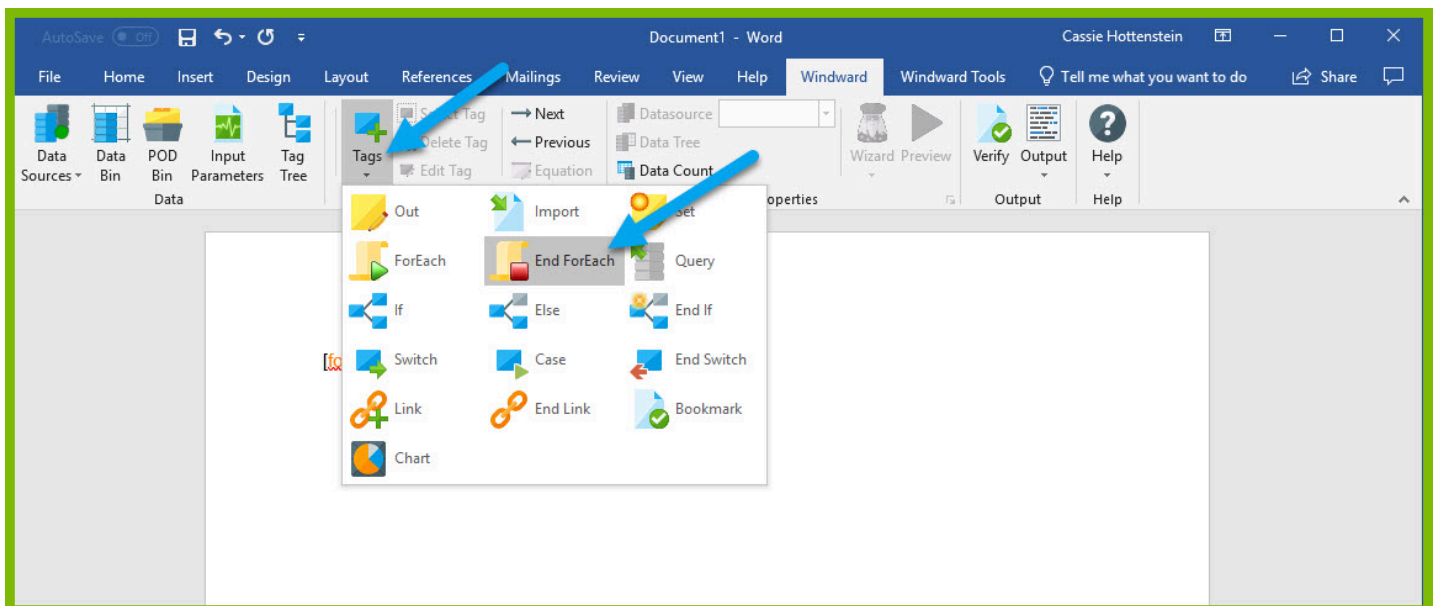 AutoSave Off Document1 - Word Cassie Hottenstein
File Home Insert Design Layout References Mailings Review View Help Windward Windward Tools Tell me what you want to do Share
Data Sources
Data Bin
POD Bin
Input Parameters
Tag Tree
Data
Tags
Tag
Delete Tag
Edit Tag
Next
Previous
Equation
Datasource
Data Tree
Data Count
Wizard
Preview
Verify
Output
Help
Output
Help
Out Import Set
ForEach End ForEach Query
If Else End If
Switch Case End Switch
Link End Link Bookmark
Chart